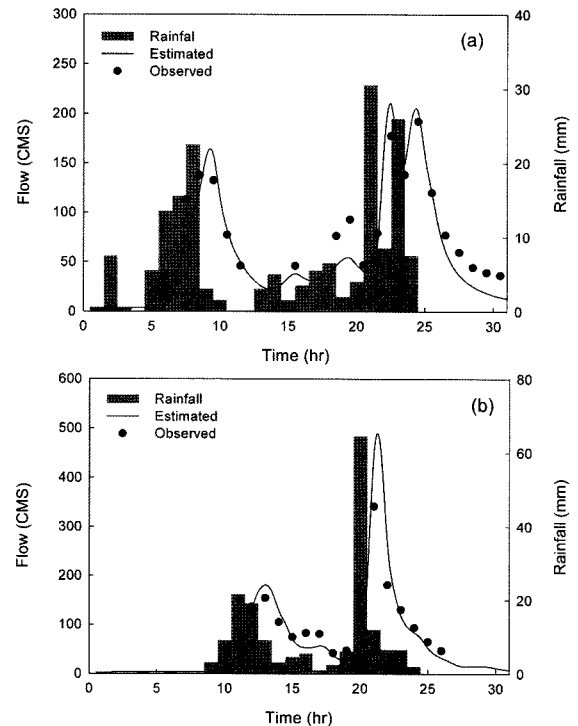 (a)
Rainfal
Estimated
Observed
300
250
200
150
100
50
0
Flow (CMS)
40
30
20
10
0
Rainfall (mm)
0 5 10 15 20 25 30
Time (hr)
(b)
Rainfall
Estimated
Observed
600
500
400
300
200
100
0
Flow (CMS)
80
60
40
20
0
Rainfall (mm)
0 5 10 15 20 25 30
Time (hr)